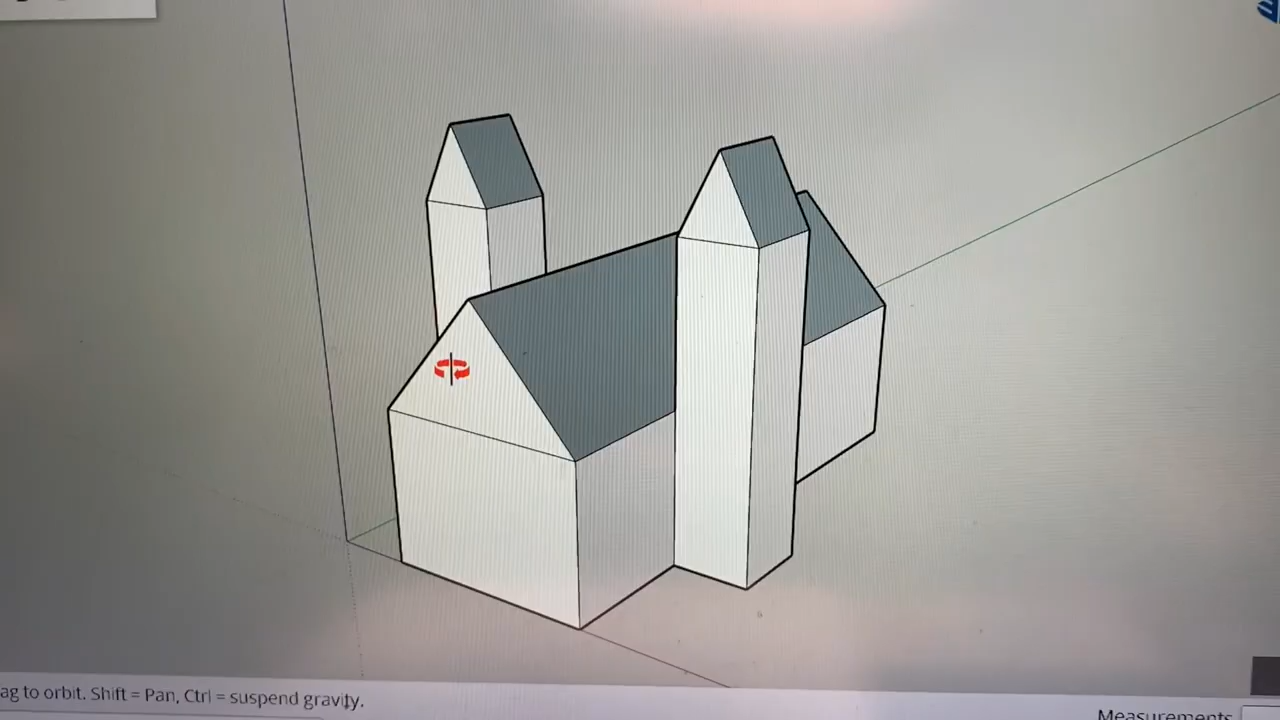 ag to orbit. Shift = Pan, Ctrl = suspend gravity.
Measurements